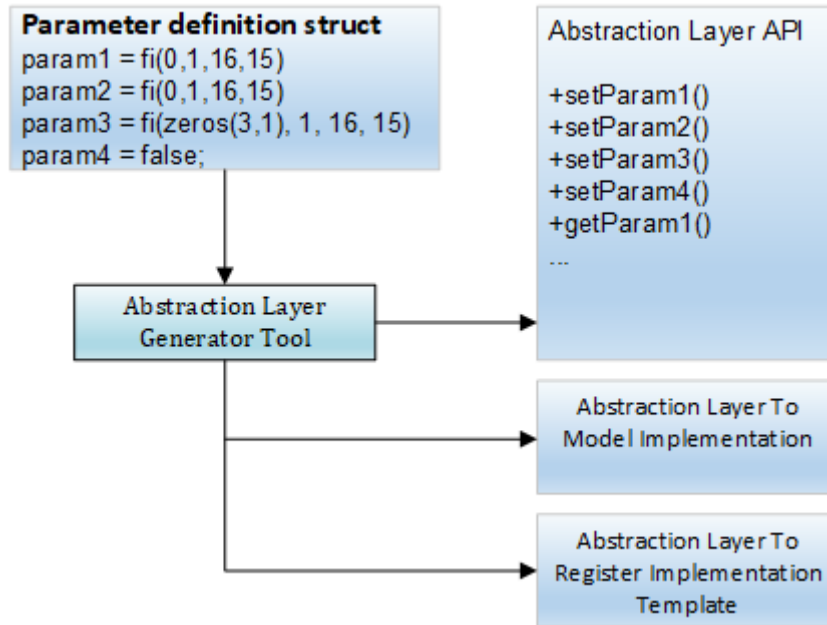 Parameter definition struct
param1 = fi(0,1,16,15)
param2 = fi(0,1,16,15)
param3 = fi(zeros(3,1), 1, 16, 15)
param4 = false;
Abstraction Layer API
+setParam1()
+setParam2()
+setParam3()
+setParam4()
+getParam1()
...
Abstraction Layer
Generator Tool
Abstraction Layer To
Model Implementation
Abstraction Layer To
Register Implementation
Template